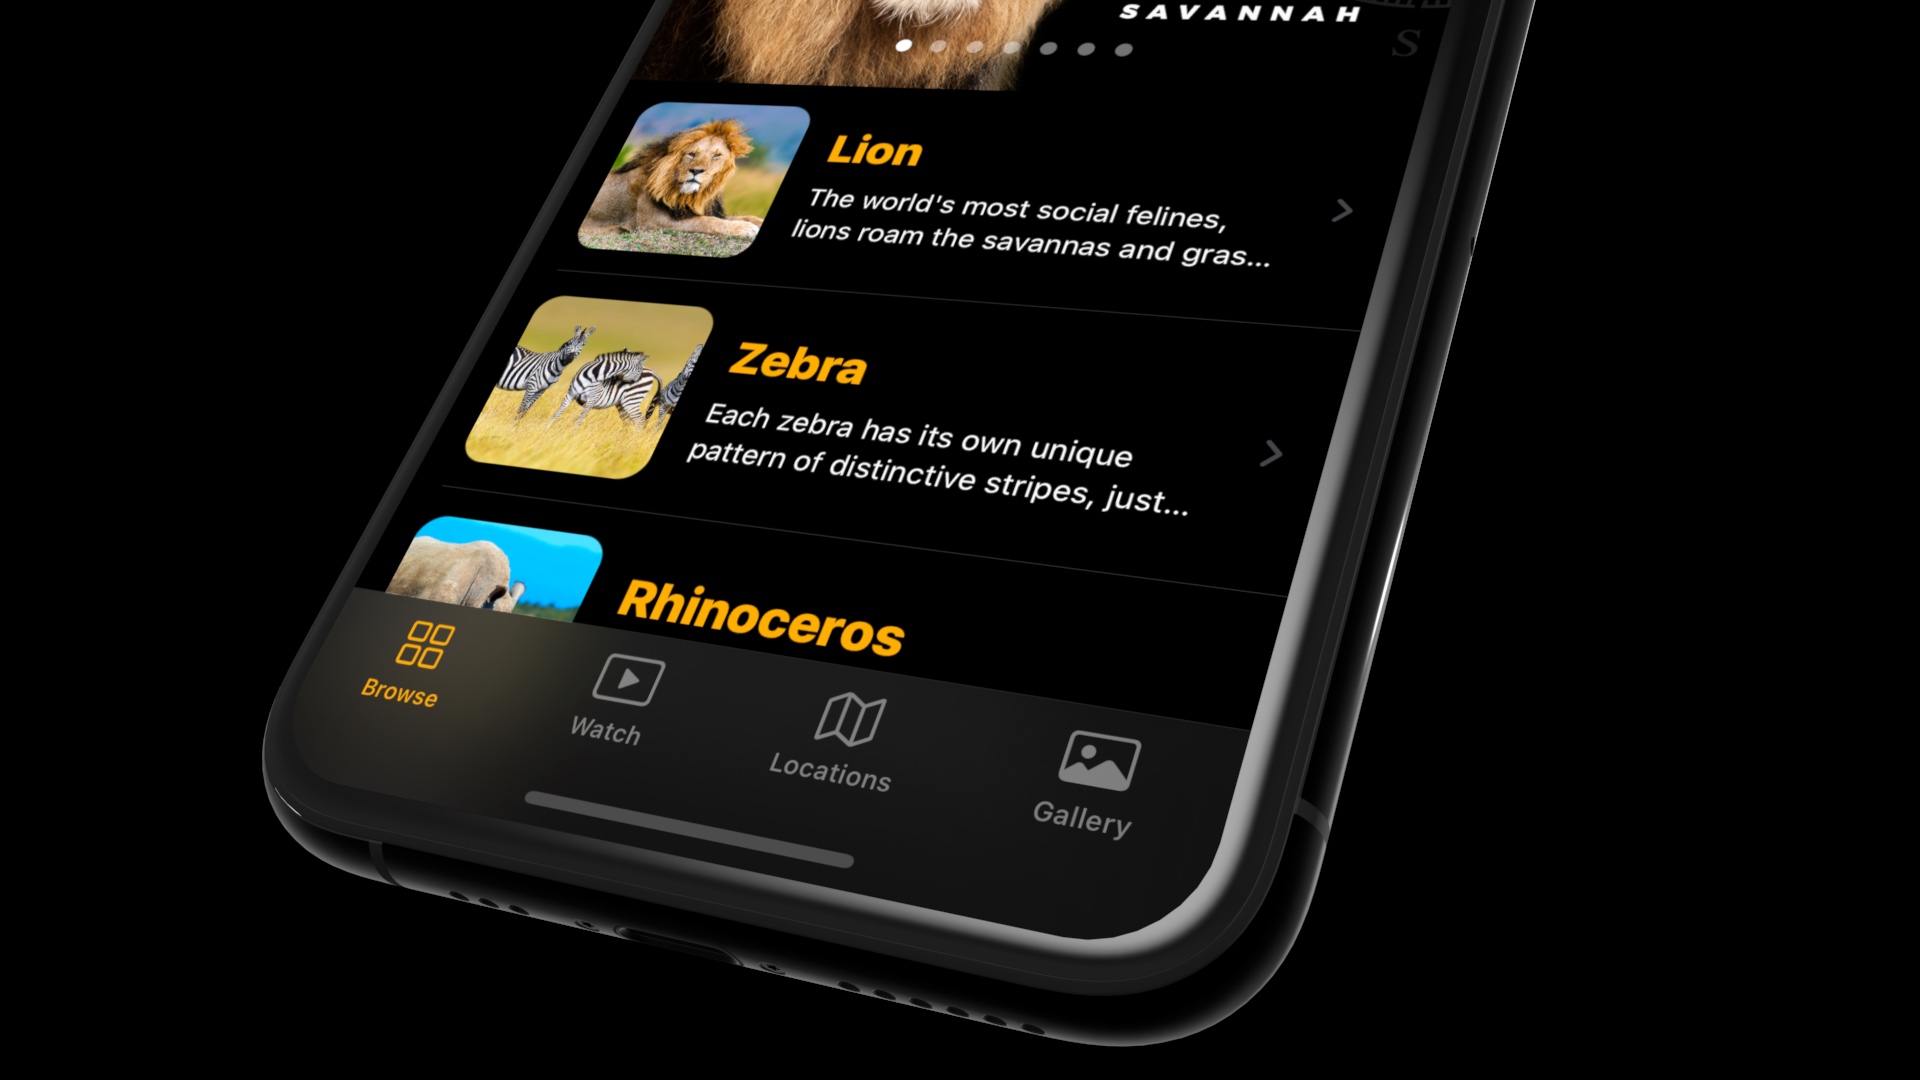 SAVANNAH
S
Lion
The world's most social felines,
lions roam the savannas and gras...
Zebra
Each zebra has its own unique
pattern of distinctive stripes, just...
Rhinoceros
Browse
Watch
Locations
Gallery